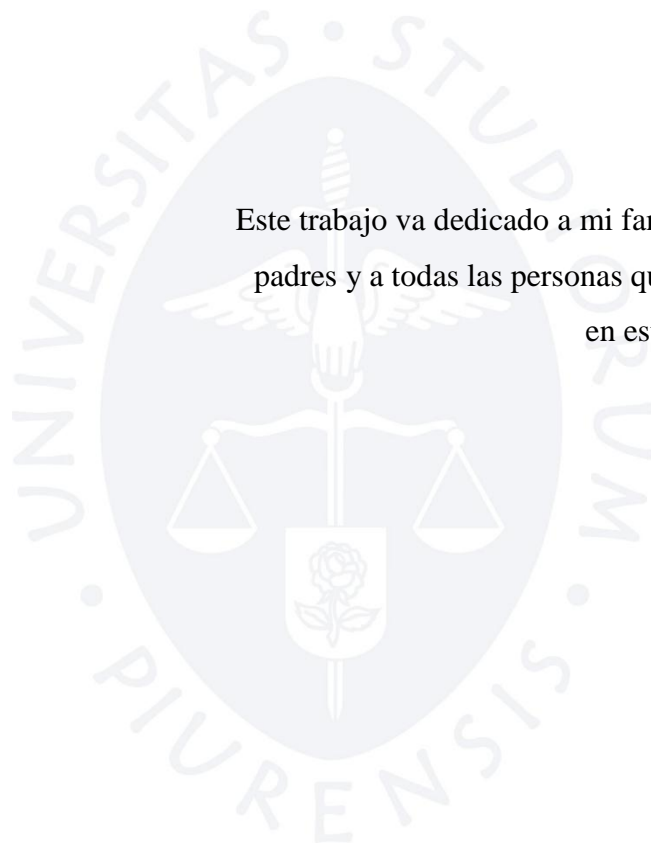 UNIVERSITAS • STUDIORUM • PIURENSIS •
Este trabajo va dedicado a mi
padres y a todas las personas
en